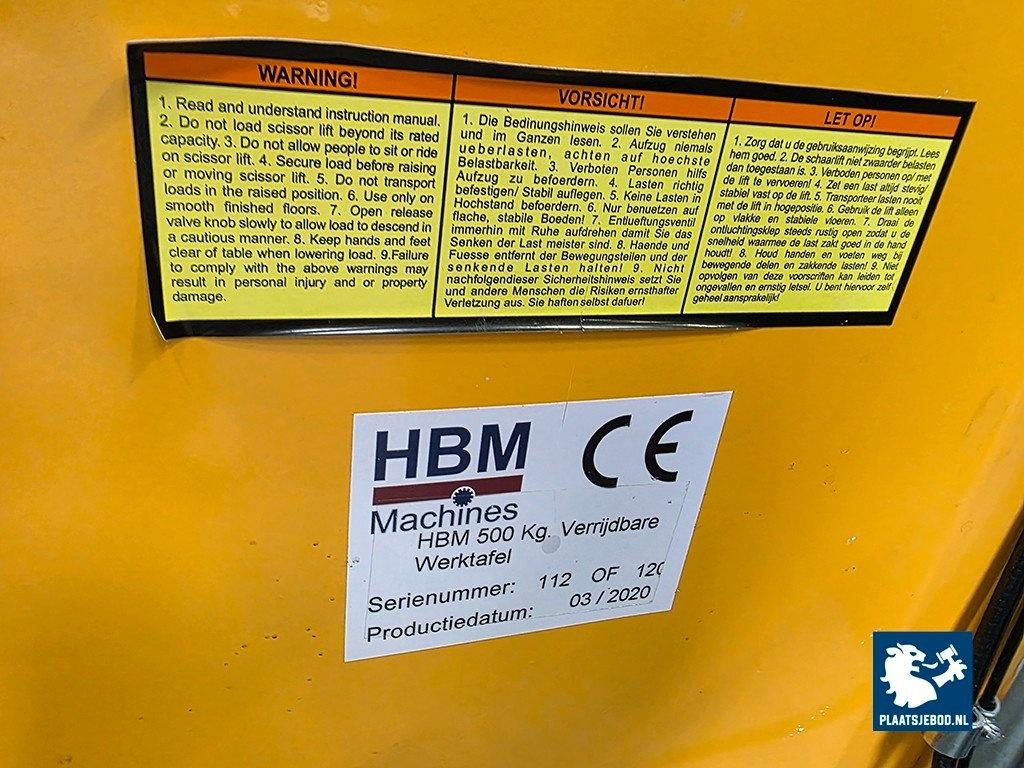 WARNING!
1. Read and understand instruction manual.
2. Do not load scissor lift beyond its rated
capacity. 3. Do not allow people to sit or ride
on scissor lift. 4. Secure load before raising
or moving scissor lift. 5. Do not transport
loads in the raised position. 6. Use only on
smooth finished floors. 7. Open release
valve knob slowly to allow load to descend in
a cautious manner. 8. Keep hands and feet
clear of table when lowering load. 9.Failure
to comply with the above warnings may
result in personal injury and or property
damage.
VORSICHT!
1. Die Bedinungshinweis sollen Sie verstehen
und im Ganzen lesen. 2. Aufzug niemals
ueberlasten, achten auf hoechste
Belastbarkeit. 3. Verboten Personen hilfs
Aufzug zu befoerdern. 4. Lasten richtig
befestigen/ Stabil auflegen. 5. Keine Lasten in
Hochstand befoerdern. 6. Nur benuetzen auf
flache, stabile Boeden! 7. Entlueftungsventil
immerhin mit Ruhe aufdrehen damit Sie das
Senken der Last meister sind. 8. Haende und
Fuesse entfernt der Bewegungsteilen und der
senkende Lasten halten! 9. Nicht
nachfolgendieser Sicherheitshinweis setzt Sie
und andere Menschen die Risiken ernsthafter
Verletzung aus. Sie haften selbst dafuer!
LET OP!
1. Zorg dat u de gebruiksaanwijzing begrijpt. Lees
hem goed. 2. De schaarlift niet zwaarder belasten
dan toegestaan is. 3. Verboden personen op/ met
de lift te vervoeren! 4. Zet een last altijd stevig/
stabiel vast op de lift. 5. Transporteer lasten nooit
met de lift in hogepositie. 6. Gebruik de lift alleen
op vlakke en stabiele vloeren. 7. Draai de
ontluchtingsklep steeds rustig open zodat u de
snelheid waarmee de last zakt goed in de hand
houdt! 8. Houd handen en voeten weg bij
bewegende delen en zakkende lasten! 9. Niet
opvolgen van deze voorschriften kan leiden tot
ongevallen en ernstig letsel. U bent hiervoor zelf
geheel aansprakelijk!
HBM
Machines
CE
HBM 500 Kg. Verrijdbare
Werktafel
Serienummer: 112 OF 120
Productiedatum: 03 / 2020
PLAATSJEBOD.NL